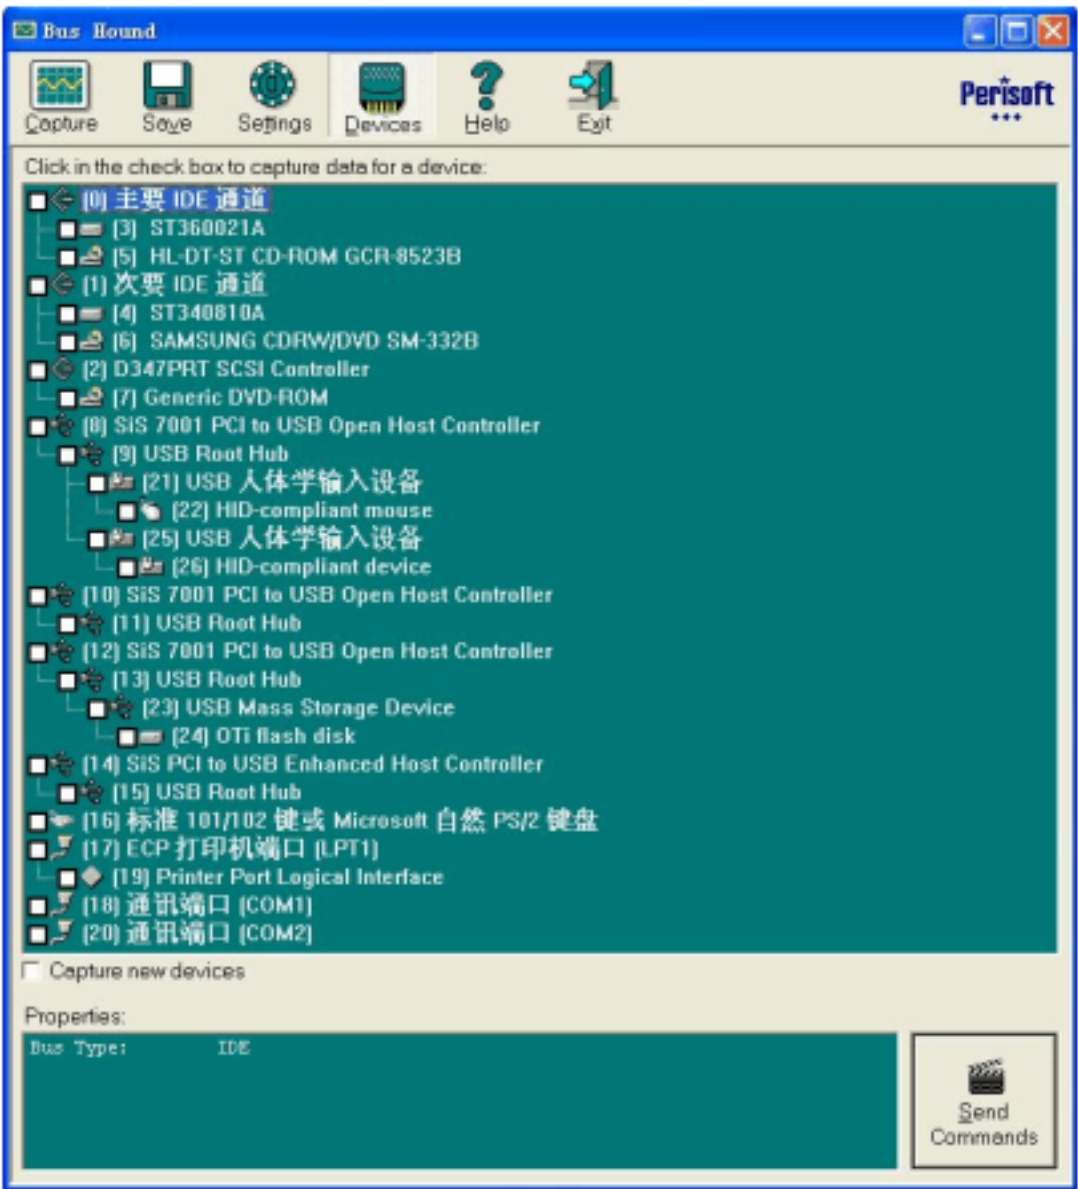 Bus Hound
Capture Save Settings Devices Help Exit Perisoft
Click in the check box to capture data for a device:
[0] 主要 IDE 通道
[3] ST360021A
[5] HL-DT-ST CD-ROM GCR-8523B
[1] 次要 IDE 通道
[4] ST340810A
[6] SAMSUNG CDRW/DVD SM-332B
[2] D347PRT SCSI Controller
[7] Generic DVD-ROM
[8] SiS 7001 PCI to USB Open Host Controller
[9] USB Root Hub
[21] USB 人体学输入设备
[22] HID-compliant mouse
[25] USB 人体学输入设备
[26] HID-compliant device
[10] SiS 7001 PCI to USB Open Host Controller
[11] USB Root Hub
[12] SiS 7001 PCI to USB Open Host Controller
[13] USB Root Hub
[23] USB Mass Storage Device
[24] OTi flash disk
[14] SiS PCI to USB Enhanced Host Controller
[15] USB Root Hub
[16] 标准 101/102 键或 Microsoft 自然 PS/2 键盘
[17] ECP 打印机端口 (LPT1)
[19] Printer Port Logical Interface
[18] 通讯端口 (COM1)
[20] 通讯端口 (COM2)
Capture new devices
Properties:
Bus Type: IDE
Send
Commands